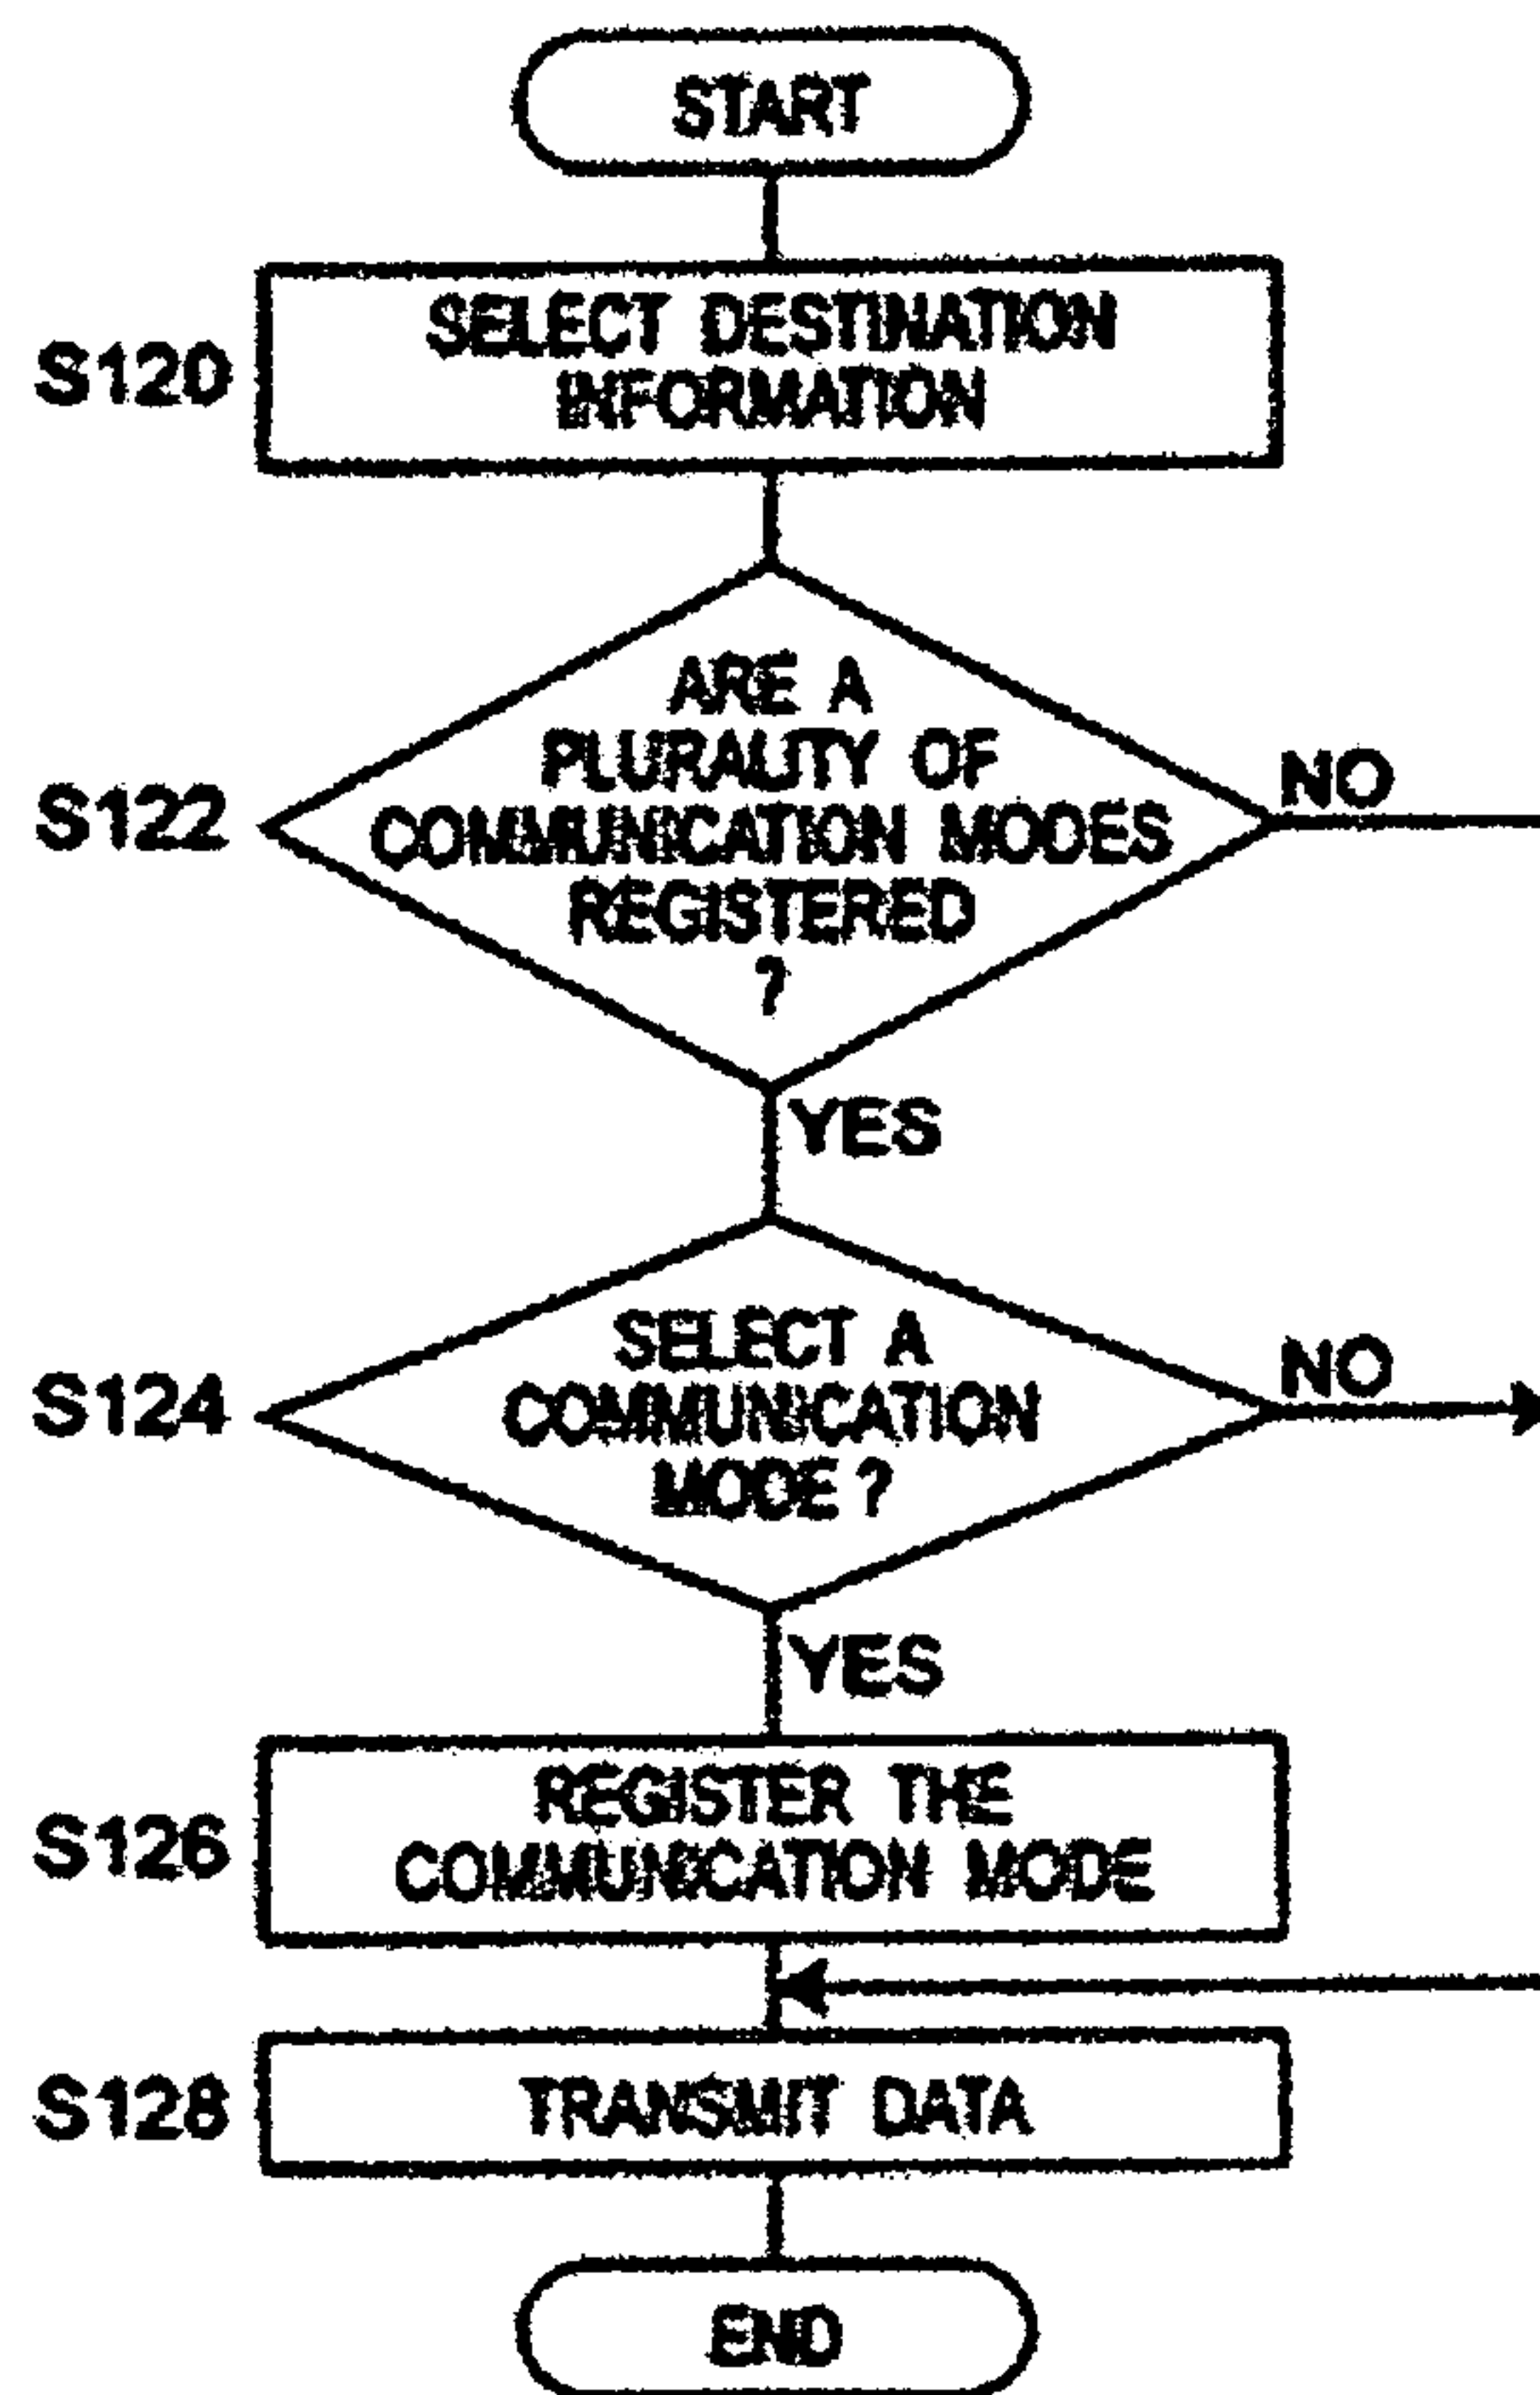 START
S120
SELECT DESTINATION
INFORMATION
S122
ARE A
PLURALITY OF
COMMUNICATION MODES
REGISTERED
?
NO
YES
S124
SELECT A
COMMUNICATION
MODE?
NO
YES
S126
REGISTER THE
COMMUNICATION MODE
S128
TRANSMIT DATA
END